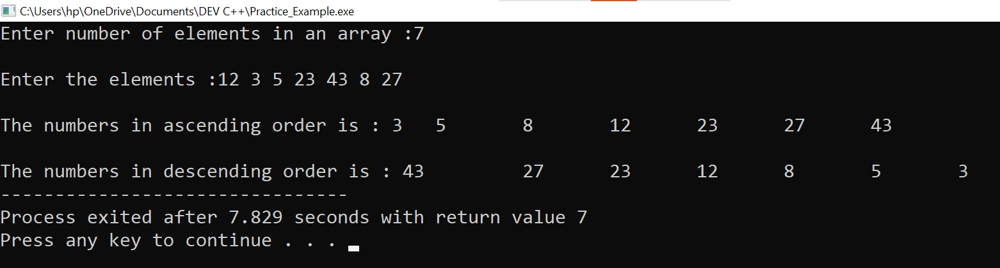 C:\Users\hp\OneDrive\Documents\DEV C++\Practice_Example.exe
Enter number of elements in an array :7
Enter the elements :12 3 5 23 43 8 27
The numbers in ascending order is : 3   5       8       12      23      27      43
The numbers in descending order is : 43         27      23      12      8       5       3
--------------------------------
Process exited after 7.829 seconds with return value 7
Press any key to continue . . .